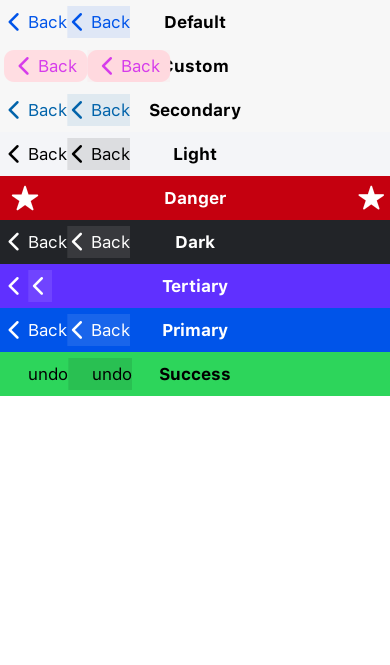 Back Back Default
Back Back Custom
Back Back Secondary
Back Back Light
Danger
Back Back Dark
Tertiary
Back Back Primary
undo undo Success